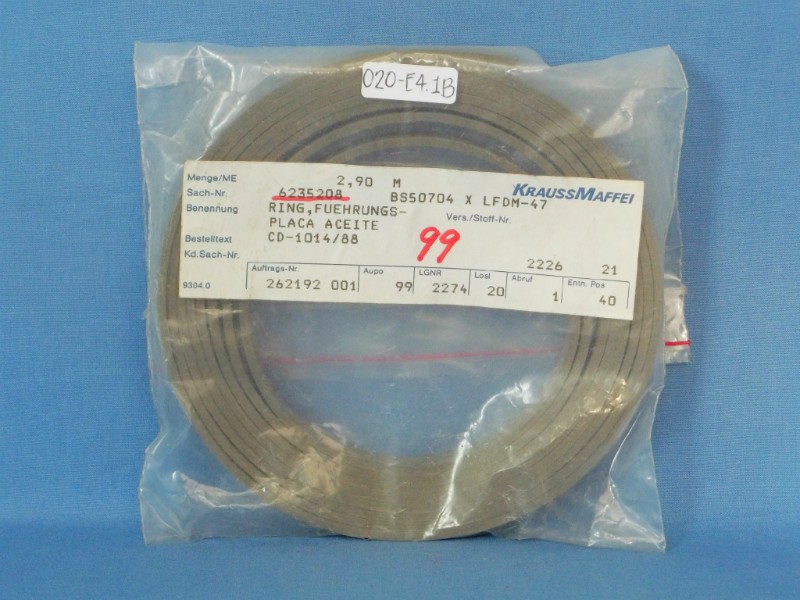 020-E4.1B
Menge/ME 2,90 M KRAUSSMAFFEI
Sach-Nr. 6235208 BS50704 X LFDM-47
Benennung RING,FUEHRUNGS- Vers./Stoff-Nr.
PLACA ACEITE
Bestelltext CD-1014/88 99
Kd.Sach-Nr. 2226 21
Auftrags-Nr. Aupo LGNR Losl Abruf Entn. Pos
9304.0 262192 001 99 2274 20 1 40